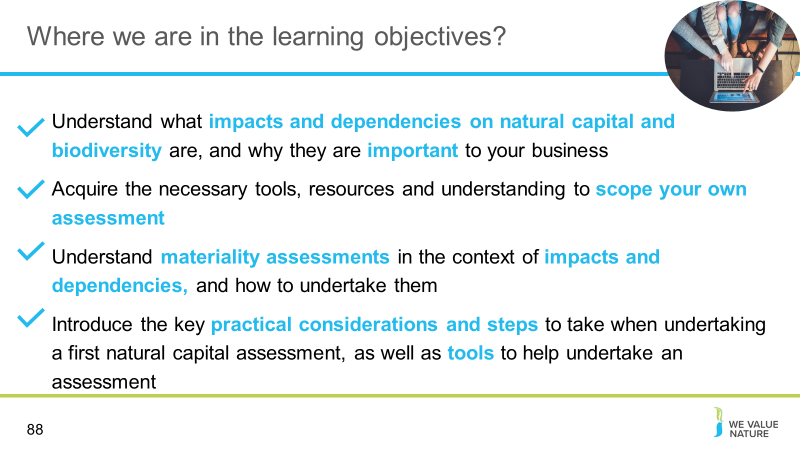 Where we are in the learning objectives?
Understand what impacts and dependencies on natural capital and
biodiversity are, and why they are important to your business
Acquire the necessary tools, resources and understanding to scope your own
assessment
Understand materiality assessments in the context of impacts and
dependencies, and how to undertake them
Introduce the key practical considerations and steps to take when undertaking
a first natural capital assessment, as well as tools to help undertake an
assessment
88
WE VALUE
NATURE